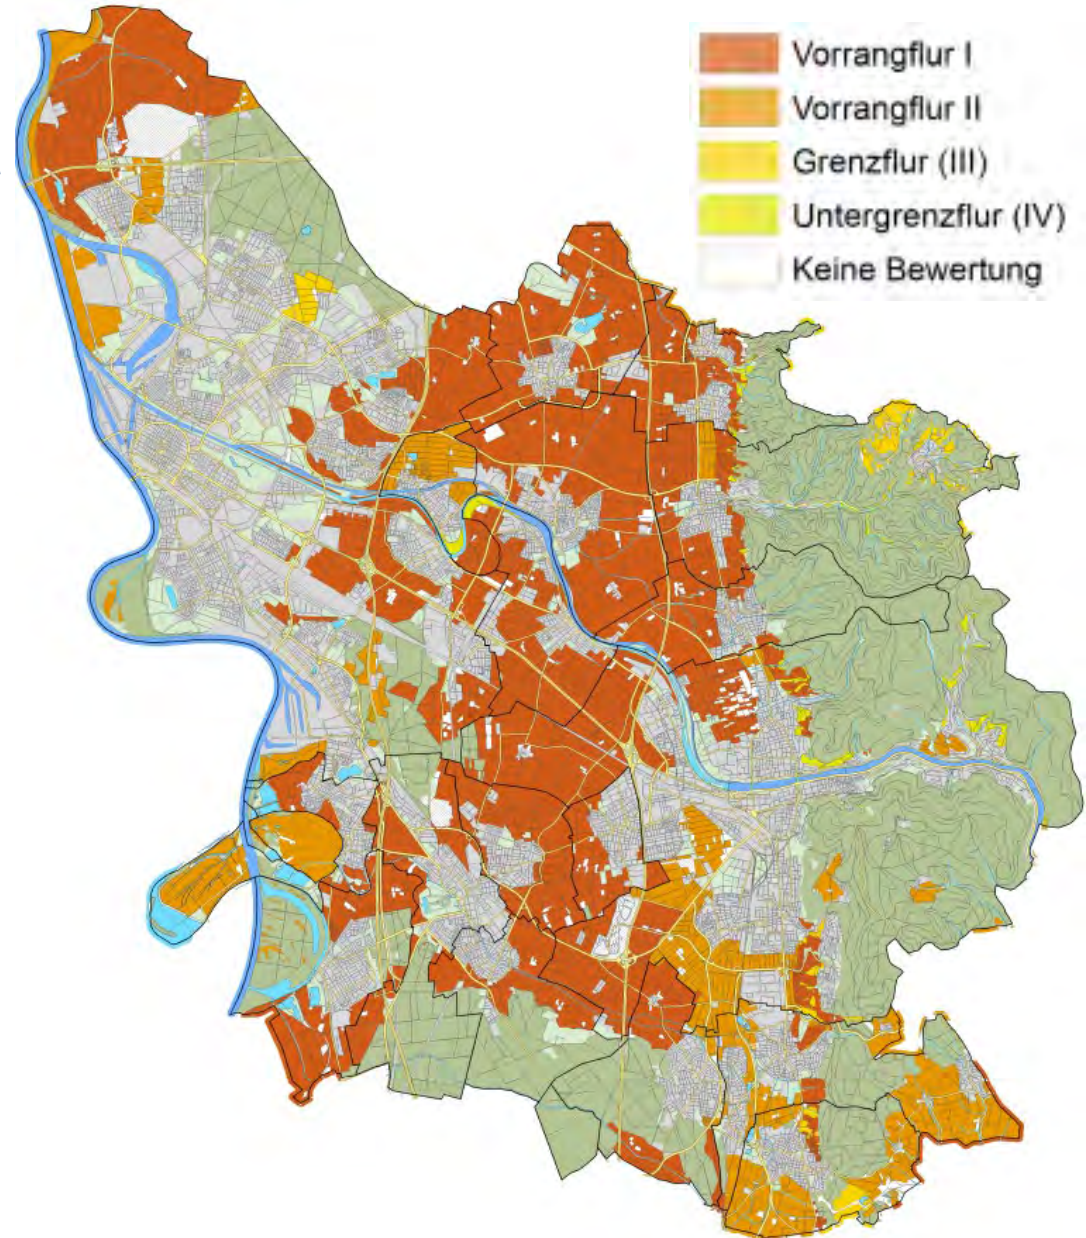 Vorrangflur I
Vorrangflur II
Grenzflur (III)
Untergrenzflur (IV)
Keine Bewertung